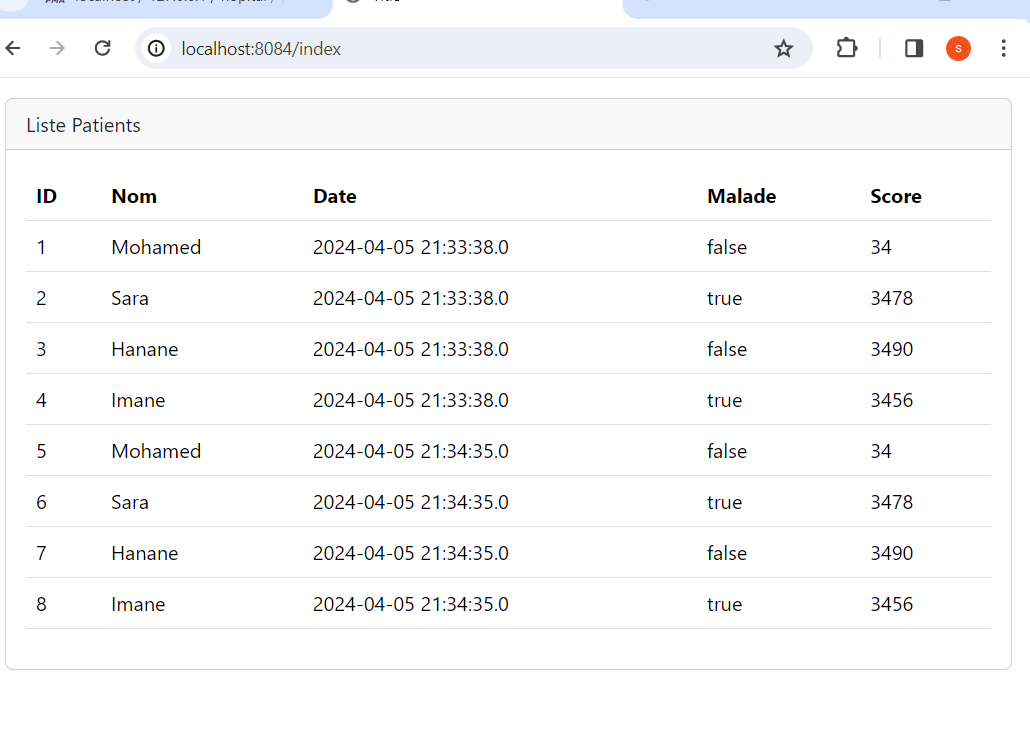 localhost:8084/index
S
Liste Patients
ID Nom Date Malade Score
1 Mohamed 2024-04-05 21:33:38.0 false 34
2 Sara 2024-04-05 21:33:38.0 true 3478
3 Hanane 2024-04-05 21:33:38.0 false 3490
4 Imane 2024-04-05 21:33:38.0 true 3456
5 Mohamed 2024-04-05 21:34:35.0 false 34
6 Sara 2024-04-05 21:34:35.0 true 3478
7 Hanane 2024-04-05 21:34:35.0 false 3490
8 Imane 2024-04-05 21:34:35.0 true 3456